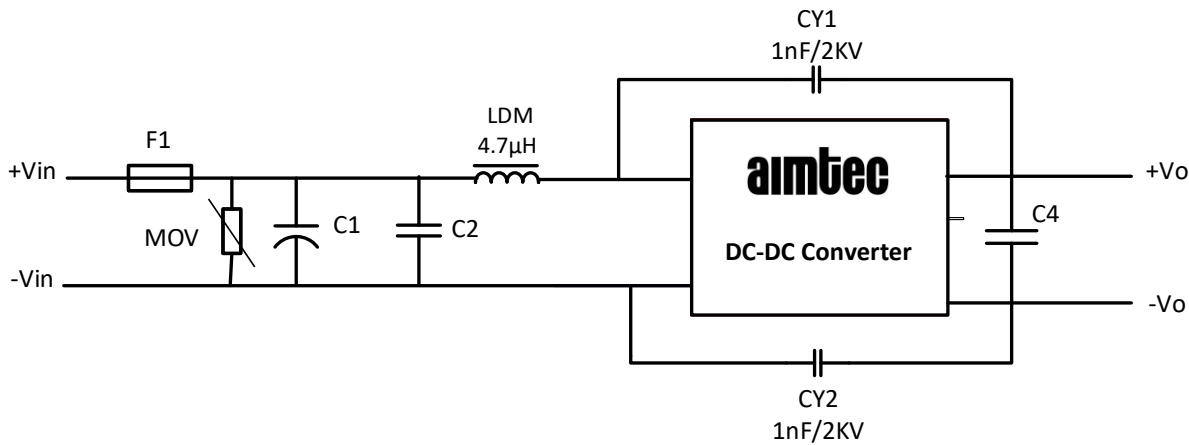 CY1
1nF/2KV
LDM
4.7µH
F1
+Vin
MOV
C1
C2
-Vin
aimtec
DC-DC Converter
+Vo
C4
-Vo
CY2
1nF/2KV